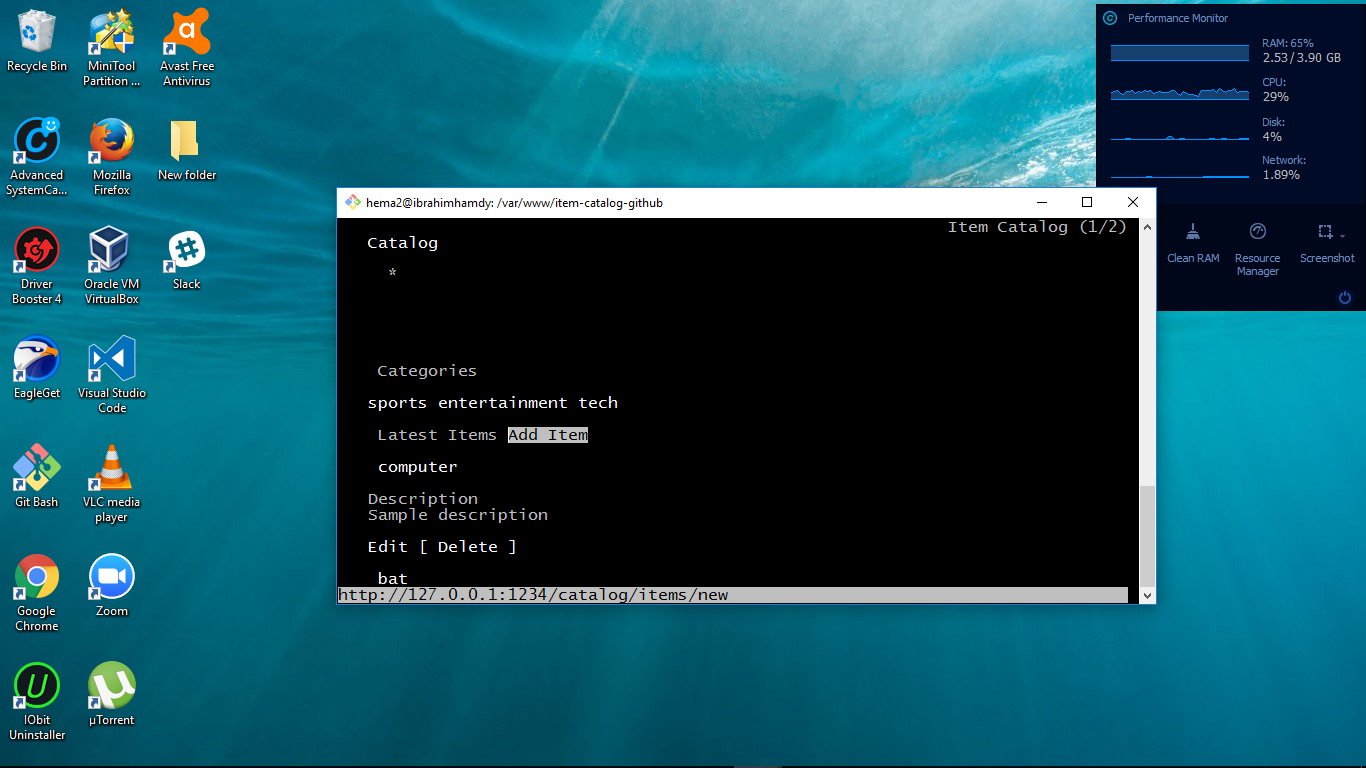 Recycle Bin
MiniTool
Partition ...
Avast Free
Antivirus
Advanced
SystemCa...
Mozilla
Firefox
New folder
Driver
Booster 4
Oracle VM
VirtualBox
Slack
EagleGet
Visual Studio
Code
Git Bash
VLC media
player
Google
Chrome
Zoom
IObit
Uninstaller
µTorrent
Performance Monitor
RAM: 65%
2.53 / 3.90 GB
CPU:
29%
Disk:
4%
Network:
1.89%
Clean RAM
Resource
Manager
Screenshot
hema2@ibrahimhamdy: /var/www/item-catalog-github
Item Catalog (1/2)
Catalog
*
Categories
sports entertainment tech
Latest Items Add Item
computer
Description
Sample description
Edit [ Delete ]
bat
http://127.0.0.1:1234/catalog/items/new